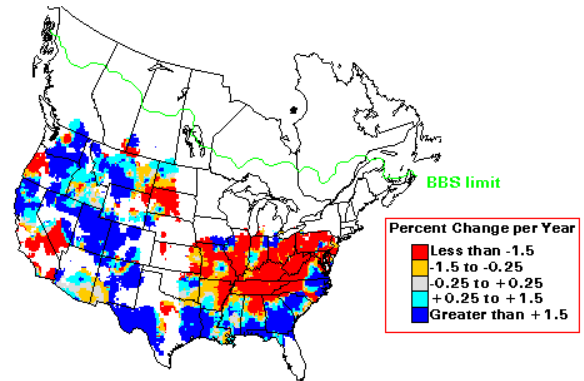 BBS limit
Percent Change per Year
Less than -1.5
-1.5 to -0.25
-0.25 to +0.25
+0.25 to +1.5
Greater than +1.5